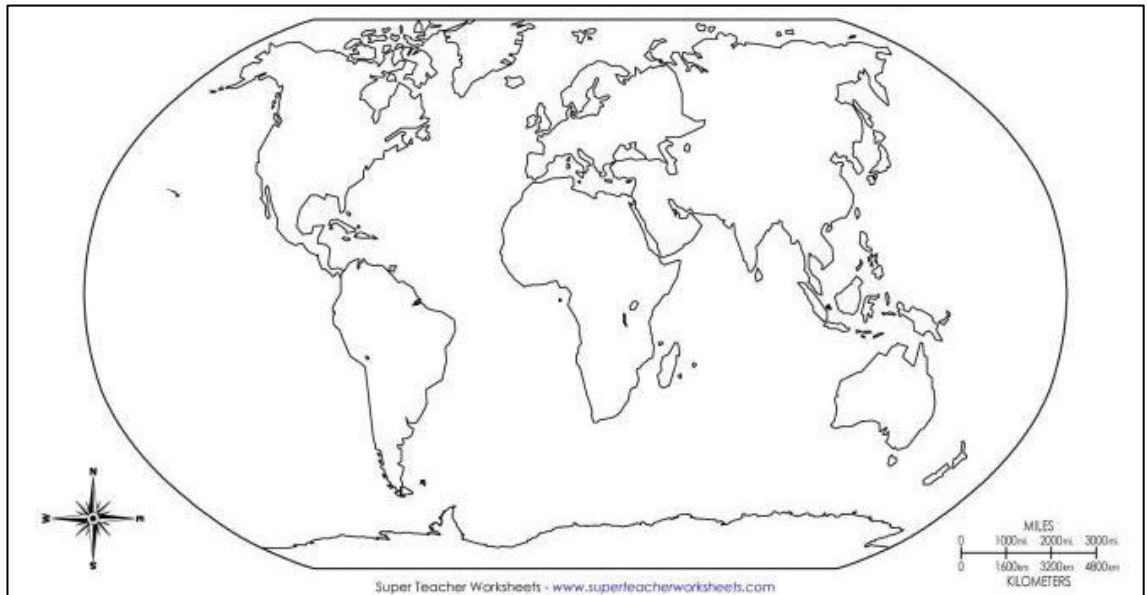 N
W E
S
MILES
0 1000mi. 2000mi. 3000mi.
0 1600km 3200km 4800km
KILOMETERS
Super Teacher Worksheets - www.superteacherworksheets.com